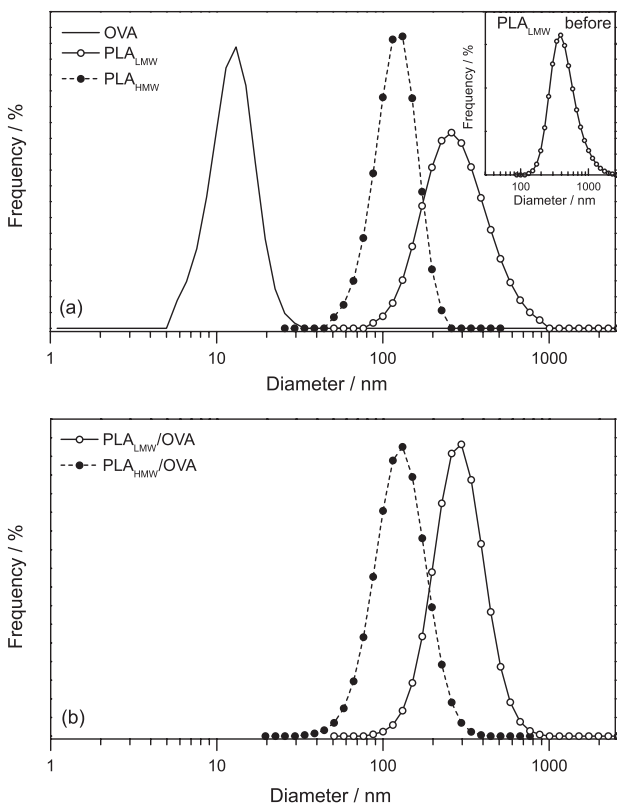 OVA
PLA_LMW
PLA_HMW
PLA_LMW before
Frequency / %
100 1000
Diameter / nm
Frequency / %
(a)
1 10 100 1000
Diameter / nm
PLA_LMW/OVA
PLA_HMW/OVA
Frequency / %
(b)
1 10 100 1000
Diameter / nm